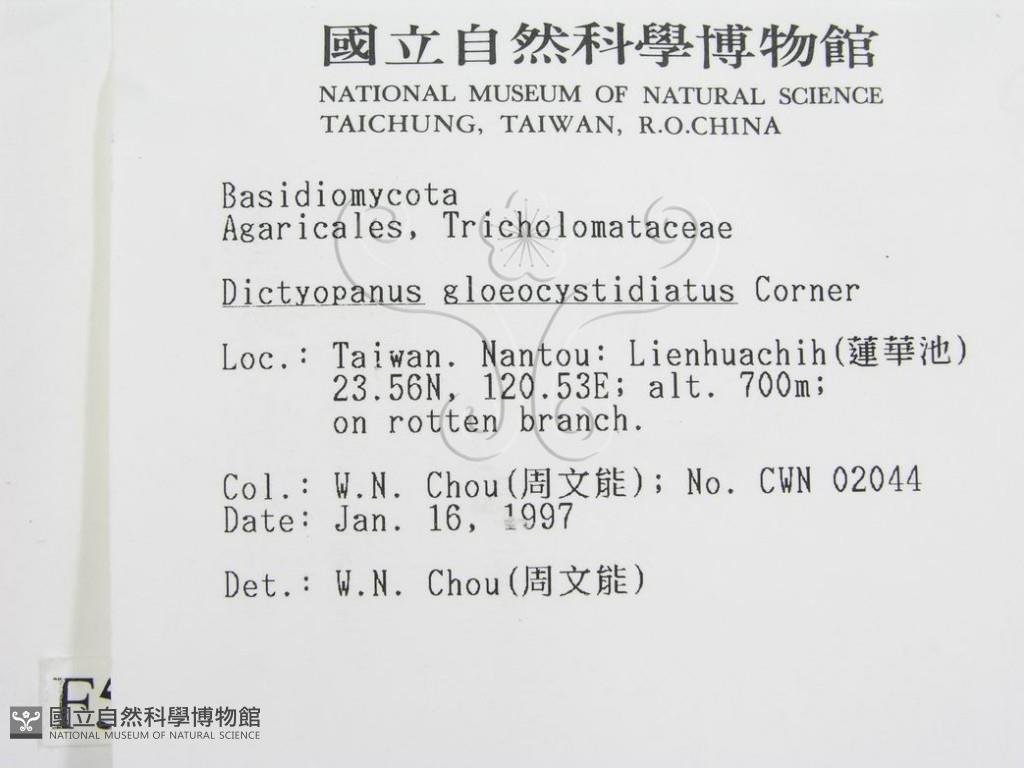 國立自然科學博物館
NATIONAL MUSEUM OF NATURAL SCIENCE
TAICHUNG, TAIWAN, R.O.CHINA
Basidiomycota
Agaricales, Tricholomataceae
Dictyopanus gloeocystidiatus Corner
Loc.: Taiwan. Nantou: Lienhuachih(蓮華池)
23.56N, 120.53E; alt. 700m;
on rotten branch.
Col.: W.N. Chou(周文能); No. CWN 02044
Date: Jan. 16, 1997
Det.: W.N. Chou(周文能)
國立自然科學博物館
NATIONAL MUSEUM OF NATURAL SCIENCE